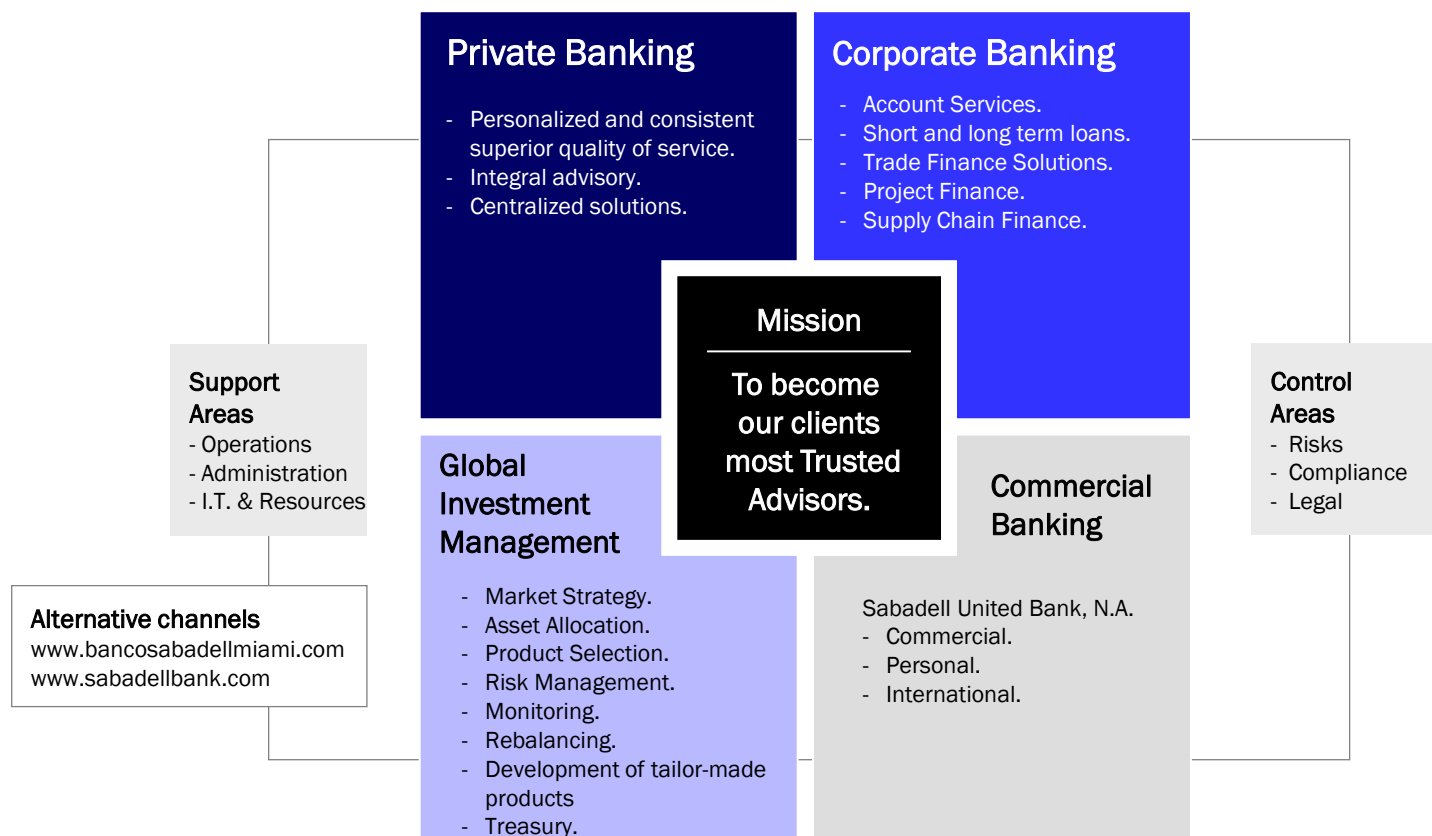 Private Banking
- Personalized and consistent
superior quality of service.
- Integral advisory.
- Centralized solutions.
Corporate Banking
- Account Services.
- Short and long term loans.
- Trade Finance Solutions.
- Project Finance.
- Supply Chain Finance.
Mission
To become
our clients
most Trusted
Advisors.
Support
Areas
- Operations
- Administration
- I.T. & Resources
Control
Areas
- Risks
- Compliance
- Legal
Alternative channels
www.bancosabadellmiami.com
www.sabadellbank.com
Global
Investment
Management
- Market Strategy.
- Asset Allocation.
- Product Selection.
- Risk Management.
- Monitoring.
- Rebalancing.
- Development of tailor-made
products
- Treasury.
Commercial
Banking
Sabadell United Bank, N.A.
- Commercial.
- Personal.
- International.